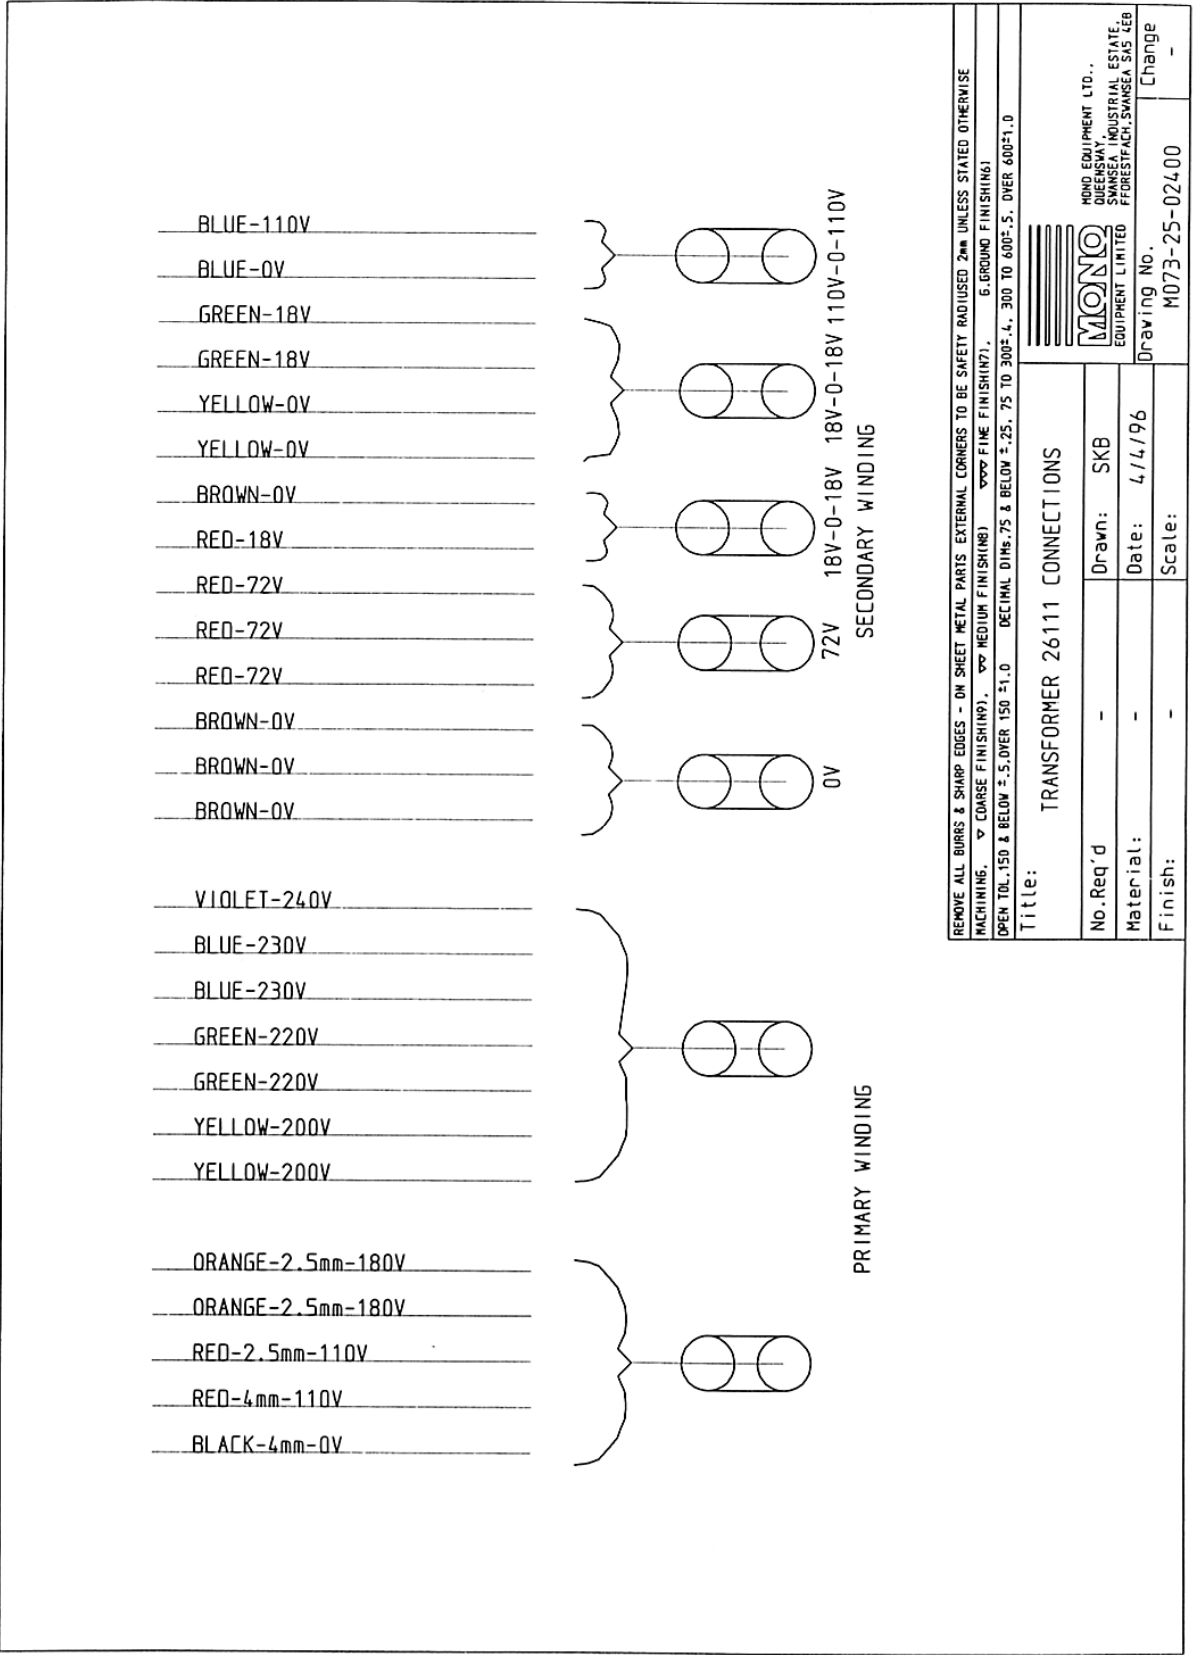 BLUE-110V
BLUE-0V
GREEN-18V
GREEN-18V
YELLOW-0V
YELLOW-0V
BROWN-0V
RED-18V
RED-72V
RED-72V
RED-72V
BROWN-0V
BROWN-0V
BROWN-0V
VIOLET-240V
BLUE-230V
BLUE-230V
GREEN-220V
GREEN-220V
YELLOW-200V
YELLOW-200V
ORANGE-2.5mm-180V
ORANGE-2.5mm-180V
RED-2.5mm-110V
RED-4mm-110V
BLACK-4mm-0V
0V
72V
18V-0-18V
18V-0-18V
110V-0-110V
SECONDARY WINDING
PRIMARY WINDING
REMOVE ALL BURRS & SHARP EDGES - ON SHEET METAL PARTS EXTERNAL CORNERS TO BE SAFETY RADIUSED 2mm UNLESS STATED OTHERWISE
MACHINING, ▽ COARSE FINISH(N9), ▽▽ MEDIUM FINISH(N8) ▽▽▽ FINE FINISH(N7), G.GROUND FINISH(N6)
OPEN TOL.150 & BELOW ±.5,OVER 150 ±1.0 DECIMAL DIMs.75 & BELOW ±.25, 75 TO 300±.4, 300 TO 600±.5, OVER 600±1.0
Title:
TRANSFORMER 26111 CONNECTIONS
MONO
EQUIPMENT LIMITED
MONO EQUIPMENT LTD.,
QUEENSWAY,
SWANSEA INDUSTRIAL ESTATE,
FFORESTFACH,SWANSEA SA5 4EB
No.Req'd -
Drawn: SKB
Material: -
Date: 4/4/96
Finish: -
Scale:
Drawing No.
M073-25-02400
Change
-